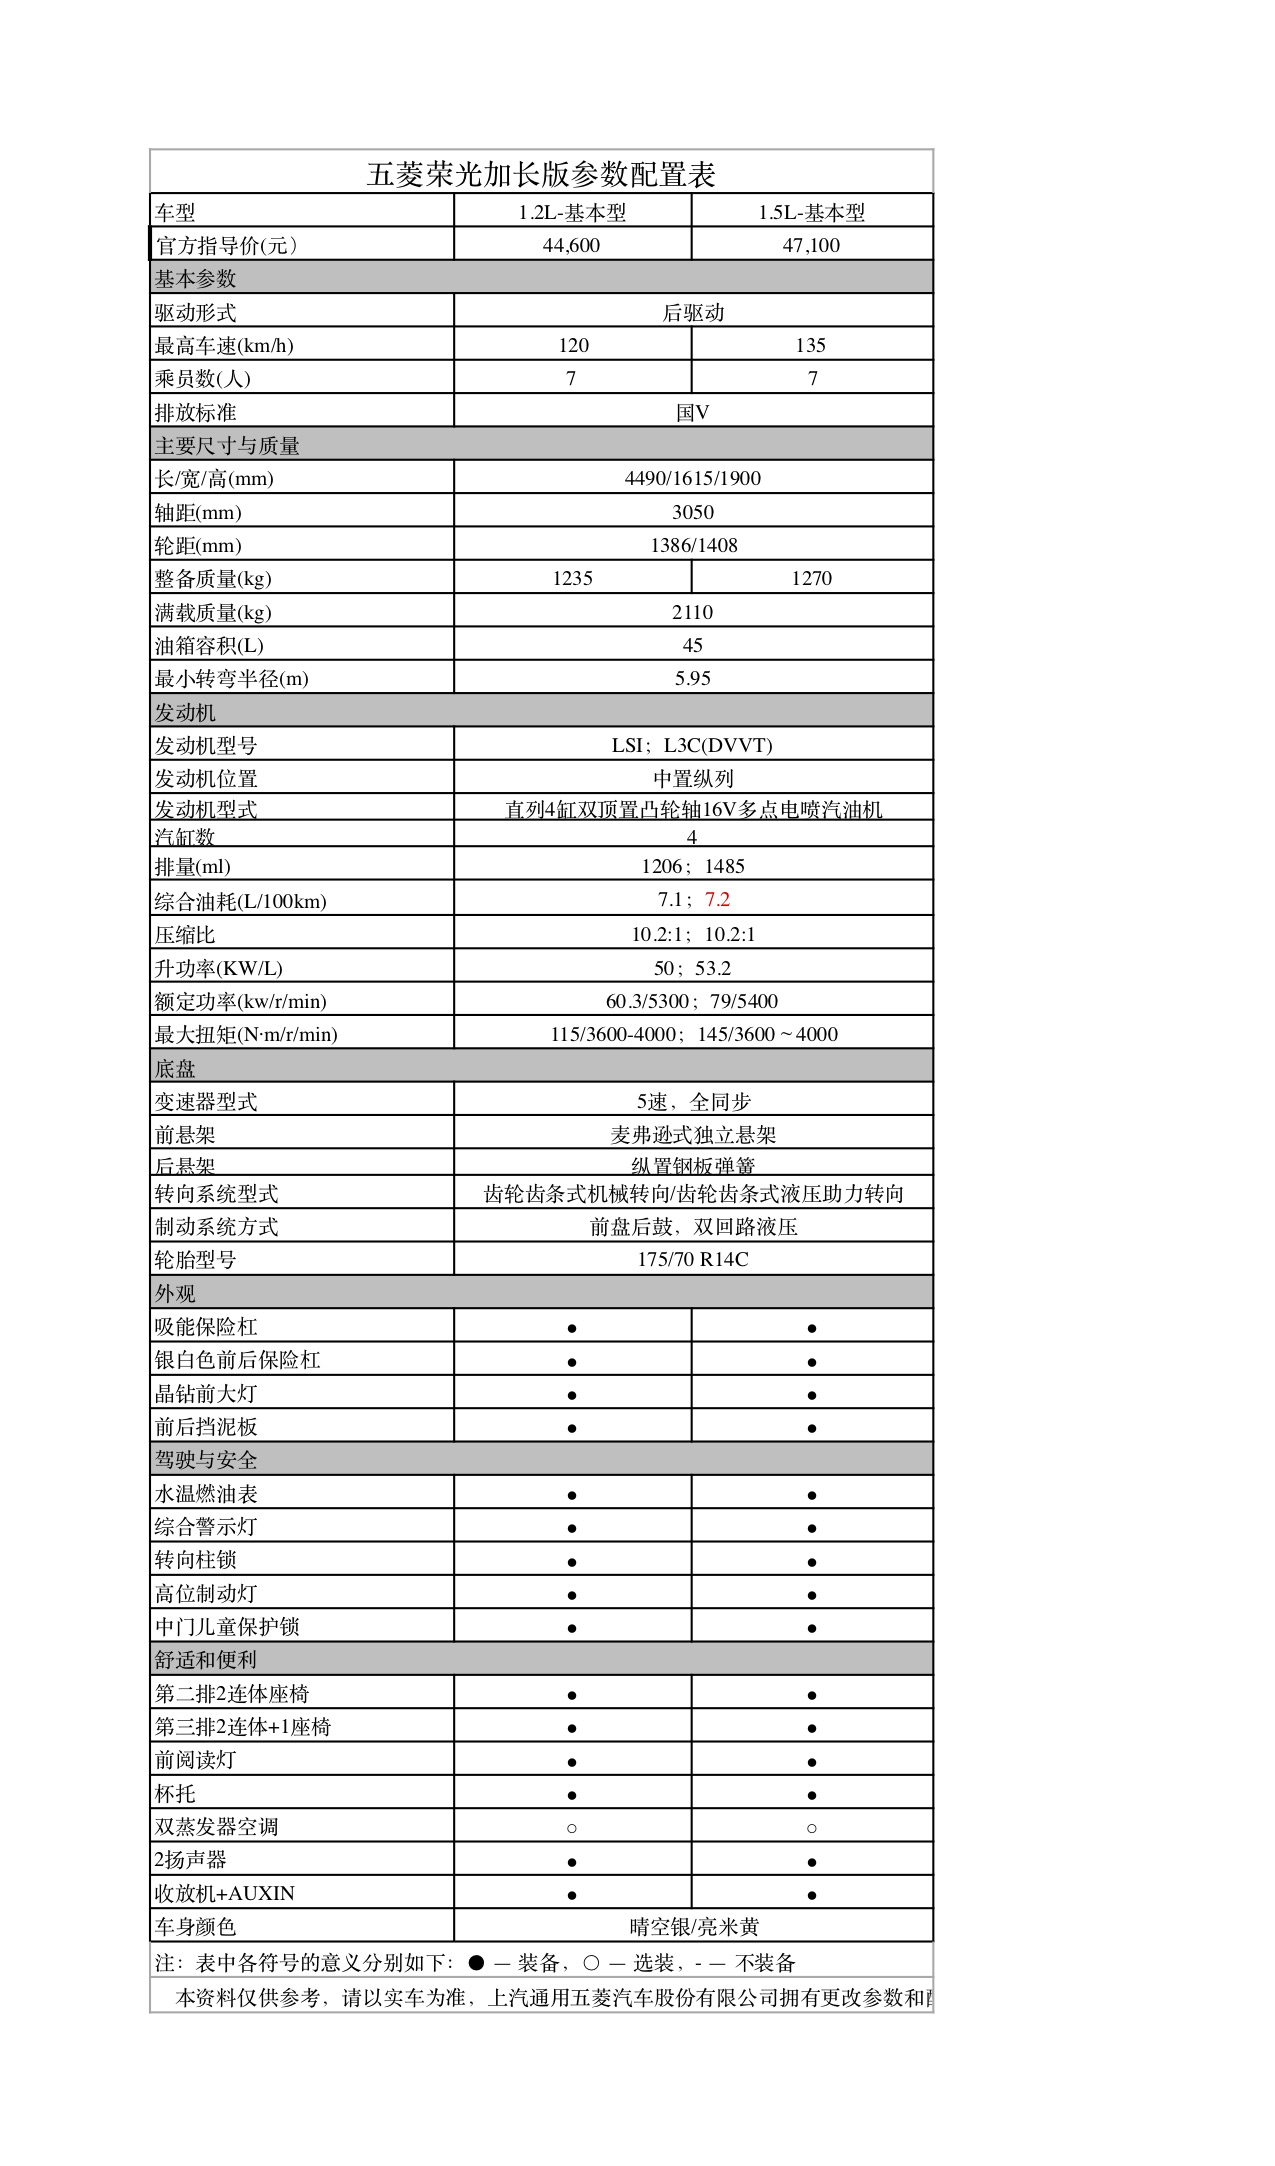 五菱荣光加长版参数配置表
车型 1.2L-基本型 1.5L-基本型
官方指导价(元） 44,600 47,100
基本参数
驱动形式 后驱动
最高车速(km/h) 120 135
乘员数(人) 7 7
排放标准 国V
主要尺寸与质量
长/宽/高(mm) 4490/1615/1900
轴距(mm) 3050
轮距(mm) 1386/1408
整备质量(kg) 1235 1270
满载质量(kg) 2110
油箱容积(L) 45
最小转弯半径(m) 5.95
发动机
发动机型号 LSI；L3C(DVVT)
发动机位置 中置纵列
发动机型式 直列4缸双顶置凸轮轴16V多点电喷汽油机
汽缸数 4
排量(ml) 1206；1485
综合油耗(L/100km) 7.1；7.2
压缩比 10.2:1；10.2:1
升功率(KW/L) 50；53.2
额定功率(kw/r/min) 60.3/5300；79/5400
最大扭矩(N·m/r/min) 115/3600-4000；145/3600～4000
底盘
变速器型式 5速，全同步
前悬架 麦弗逊式独立悬架
后悬架 纵置钢板弹簧
转向系统型式 齿轮齿条式机械转向/齿轮齿条式液压助力转向
制动系统方式 前盘后鼓，双回路液压
轮胎型号 175/70 R14C
外观
吸能保险杠 ● ●
银白色前后保险杠 ● ●
晶钻前大灯 ● ●
前后挡泥板 ● ●
驾驶与安全
水温燃油表 ● ●
综合警示灯 ● ●
转向柱锁 ● ●
高位制动灯 ● ●
中门儿童保护锁 ● ●
舒适和便利
第二排2连体座椅 ● ●
第三排2连体+1座椅 ● ●
前阅读灯 ● ●
杯托 ● ●
双蒸发器空调 ○ ○
2扬声器 ● ●
收放机+AUXIN ● ●
车身颜色 晴空银/亮米黄
注：表中各符号的意义分别如下：● — 装备，○ — 选装，- — 不装备
本资料仅供参考，请以实车为准，上汽通用五菱汽车股份有限公司拥有更改参数和